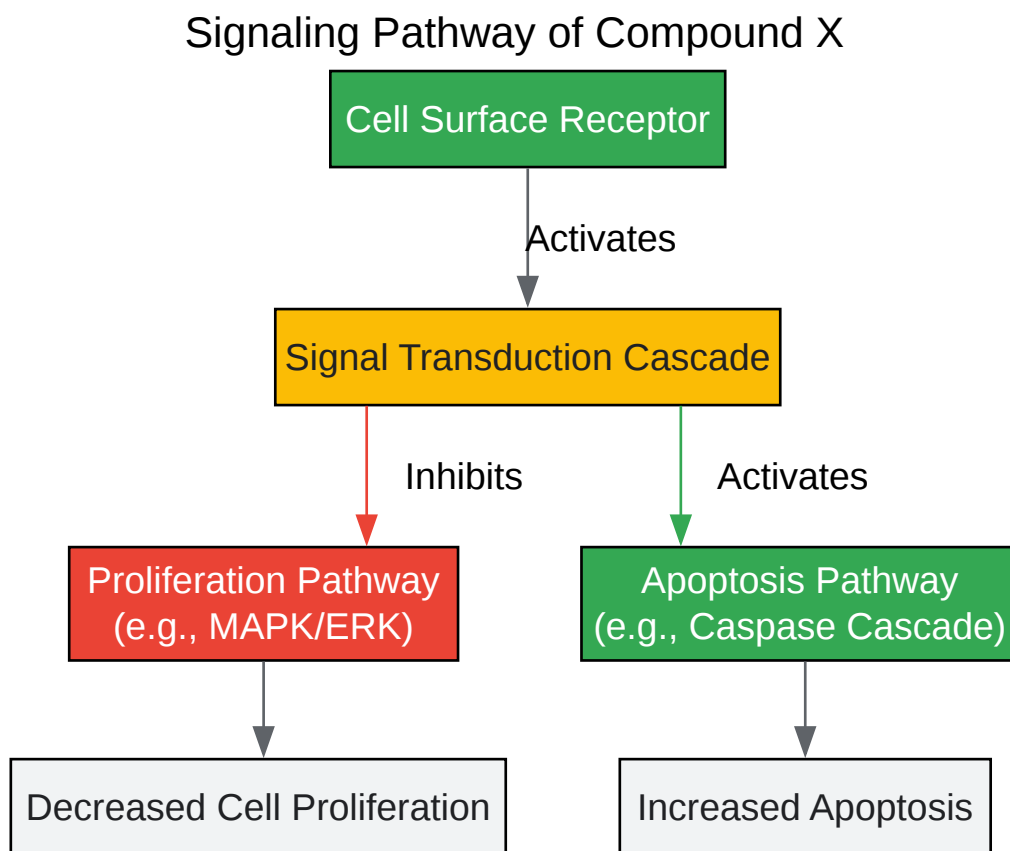 Signaling Pathway of Compound X
Cell Surface Receptor
Activates
Signal Transduction Cascade
Inhibits
Activates
Proliferation Pathway
(e.g., MAPK/ERK)
Apoptosis Pathway
(e.g., Caspase Cascade)
Decreased Cell Proliferation
Increased Apoptosis